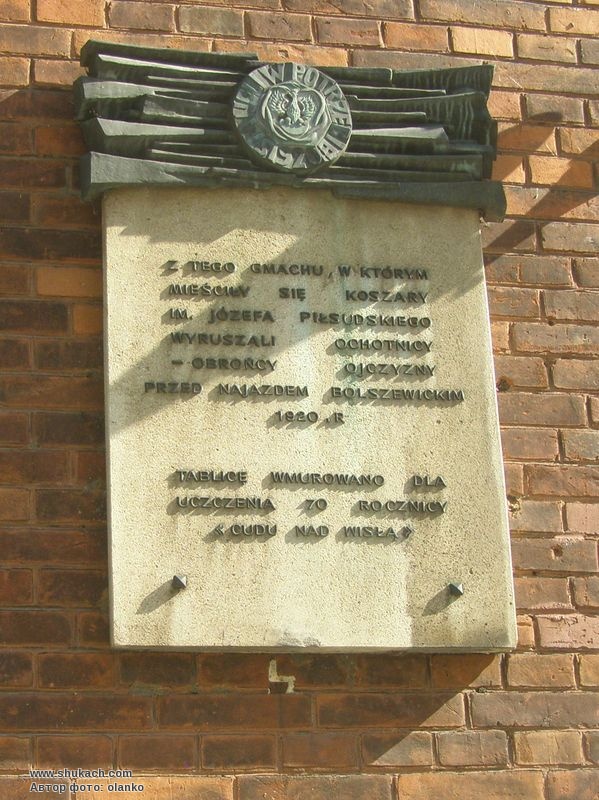 Z TEGO GMACHU, W KTÓRYM
MIEŚCIŁY SIĘ KOSZARY
IM. JÓZEFA PIŁSUDSKIEGO
WYRUSZALI OCHOTNICY
– OBROŃCY OJCZYZNY
PRZED NAJAZDEM BOLSZEWICKIM
1920.R
TABLICĘ WMUROWANO DLA
UCZCZENIA 70 ROCZNICY
«CUDU NAD WISŁĄ»
www.shukach.com
Автор фото: olanko